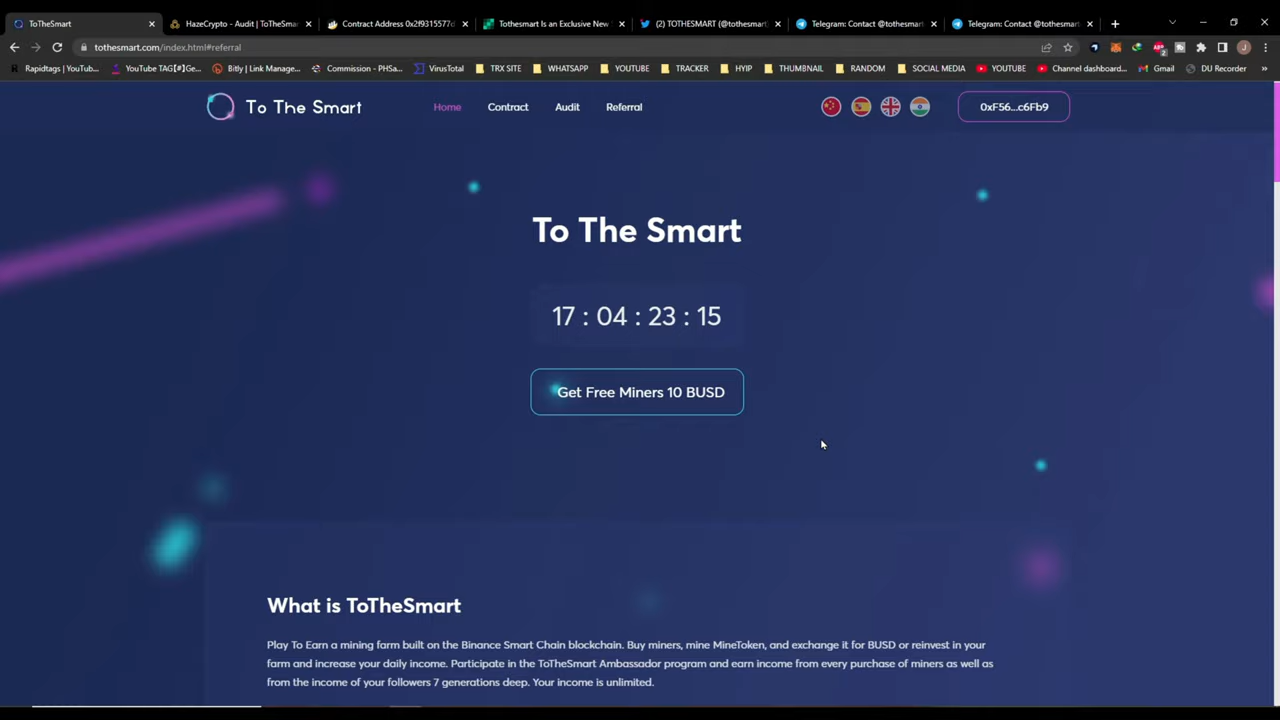 ToTheSmart
HazeCrypto - Audit | ToTheSmar
Contract Address 0x2f9315577d
Tothesmart Is an Exclusive New
(2) TOTHESMART (@tothesmart
Telegram: Contact @tothesmart
Telegram: Contact @tothesmart
tothesmart.com/index.html#referral
Rapidtags | YouTub...
YouTube TAG【#】Ge...
Bitly | Link Manage...
Commission - PHSa...
VirusTotal
TRX SITE
WHATSAPP
YOUTUBE
TRACKER
HYIP
THUMBNAIL
RANDOM
SOCIAL MEDIA
YOUTUBE
Channel dashboard...
Gmail
DU Recorder
To The Smart
Home
Contract
Audit
Referral
0xF56...c6Fb9
To The Smart
17 : 04 : 23 : 15
Get Free Miners 10 BUSD
What is ToTheSmart
Play To Earn a mining farm built on the Binance Smart Chain blockchain. Buy miners, mine MineToken, and exchange it for BUSD or reinvest in your
farm and increase your daily income. Participate in the ToTheSmart Ambassador program and earn income from every purchase of miners as well as
from the income of your followers 7 generations deep. Your income is unlimited.